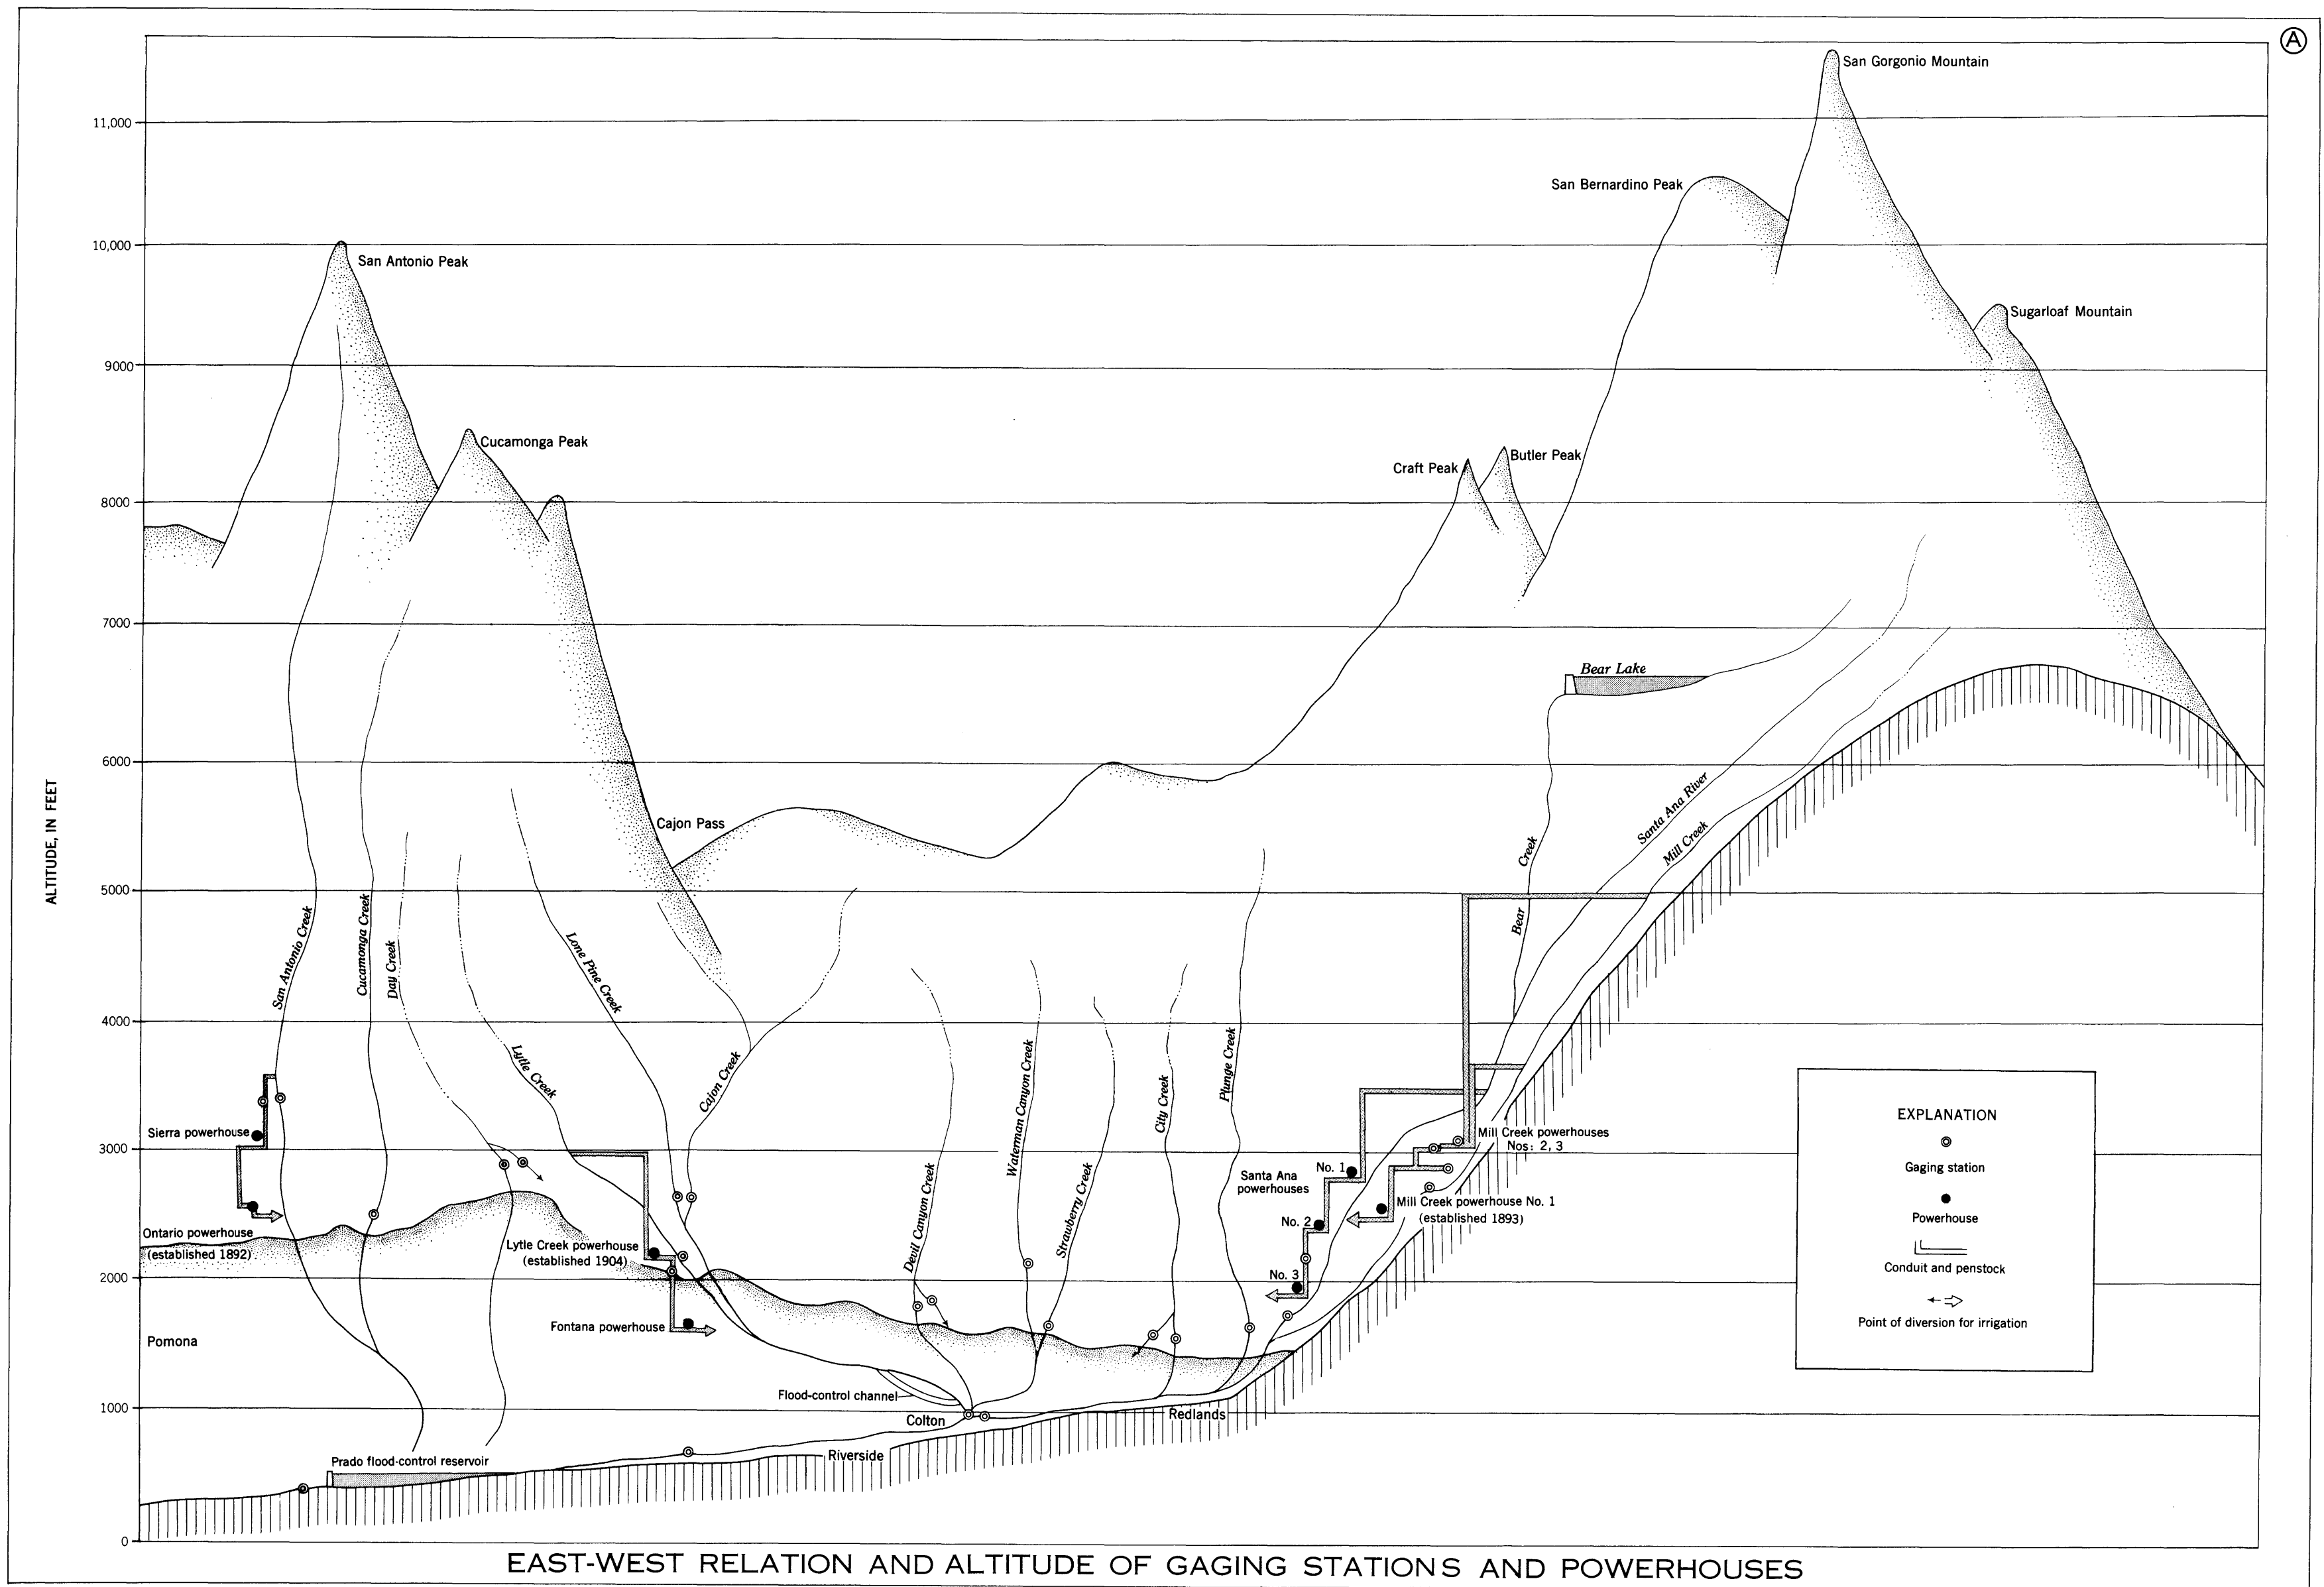 A
San Gorgonio Mountain
11,000
San Bernardino Peak
10,000
San Antonio Peak
Sugarloaf Mountain
9000
Cucamonga Peak
Craft Peak
Butler Peak
8000
7000
Bear Lake
6000
Cajon Pass
ALTITUDE, IN FEET
5000
Santa Ana River
Mill Creek
Bear Creek
San Antonio Creek
Cucamonga Creek
Day Creek
Lone Pine Creek
4000
Lytle Creek
Cajon Creek
Waterman Canyon Creek
City Creek
Plunge Creek
Sierra powerhouse
3000
Mill Creek powerhouses
Nos: 2, 3
Devil Canyon Creek
Strawberry Creek
Santa Ana
powerhouses
No. 1
No. 2
No. 3
Mill Creek powerhouse No. 1
(established 1893)
Ontario powerhouse
(established 1892)
Lytle Creek powerhouse
(established 1904)
2000
Fontana powerhouse
Pomona
Flood-control channel
1000
Colton
Redlands
Riverside
Prado flood-control reservoir
0
EXPLANATION
Gaging station
Powerhouse
Conduit and penstock
Point of diversion for irrigation
EAST-WEST RELATION AND ALTITUDE OF GAGING STATIONS AND POWERHOUSES